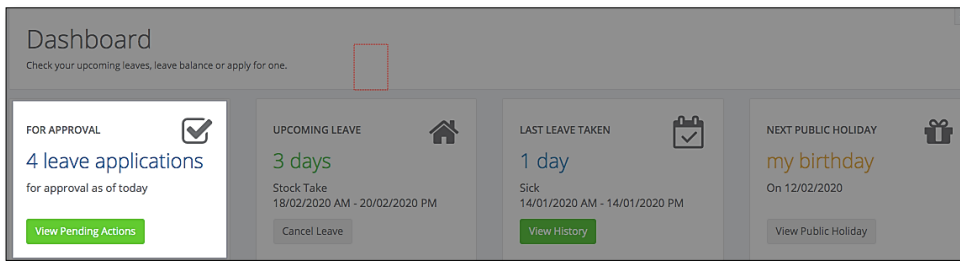 Dashboard
Check your upcoming leaves, leave balance or apply for one.
FOR APPROVAL
4 leave applications
for approval as of today
View Pending Actions
UPCOMING LEAVE
3 days
Stock Take
18/02/2020 AM - 20/02/2020 PM
Cancel Leave
LAST LEAVE TAKEN
1 day
Sick
14/01/2020 AM - 14/01/2020 PM
View History
NEXT PUBLIC HOLIDAY
my birthday
On 12/02/2020
View Public Holiday